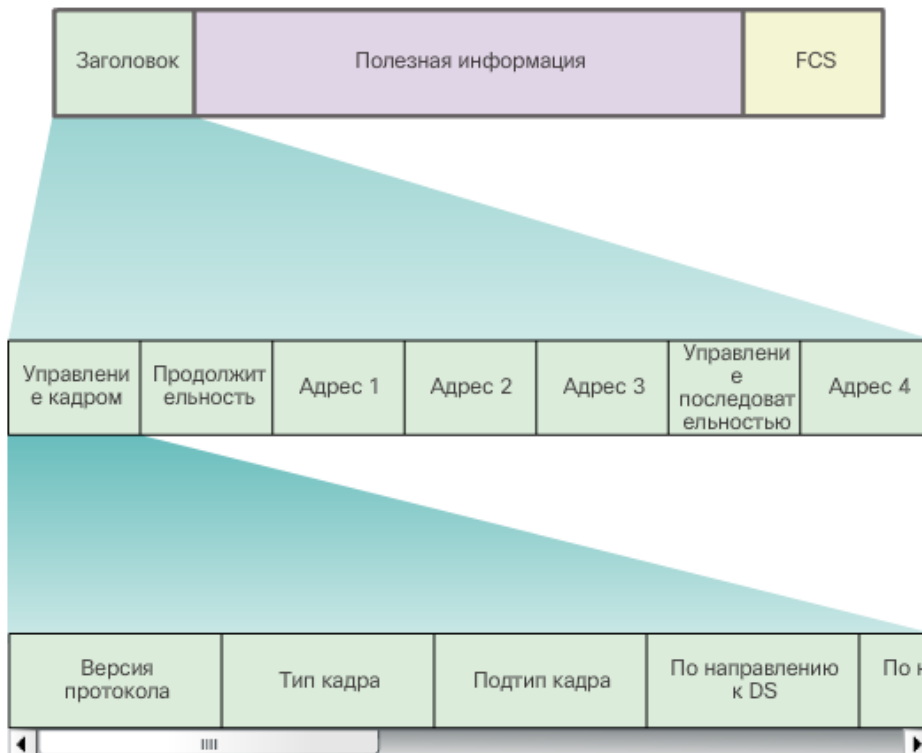 Заголовок
Полезная информация
FCS
Управлени
е кадром
Продолжит
ельность
Адрес 1
Адрес 2
Адрес 3
Управлени
е
последоват
ельностью
Адрес 4
Версия
протокола
Тип кадра
Подтип кадра
По направлению
к DS
По